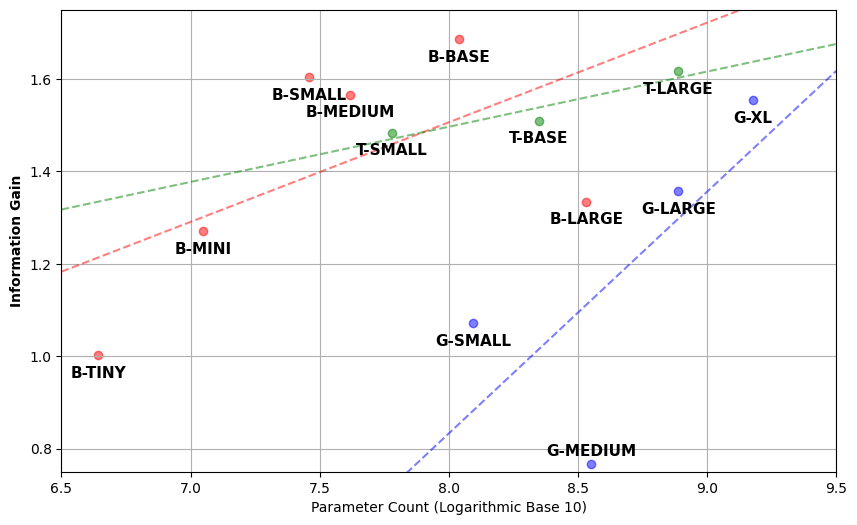 B-BASE
B-SMALL
B-MEDIUM
T-LARGE
G-XL
T-SMALL
T-BASE
B-LARGE
G-LARGE
B-MINI
G-SMALL
B-TINY
G-MEDIUM
Information Gain
1.6
1.4
1.2
1.0
0.8
6.5 7.0 7.5 8.0 8.5 9.0 9.5
Parameter Count (Logarithmic Base 10)